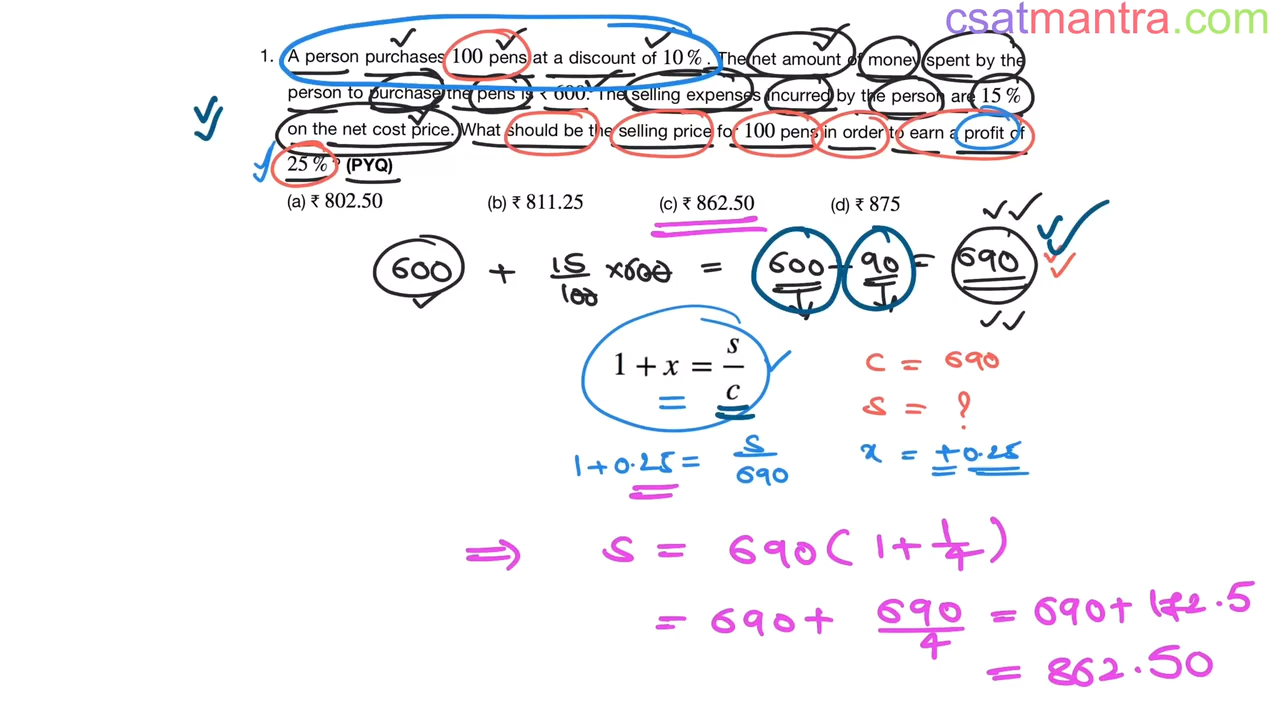 csatmantra.com
1. A person purchases 100 pens at a discount of 10 %. The net amount of money spent by the
person to purchase the pens is ₹ 600. The selling expenses incurred by the person are 15 %
on the net cost price. What should be the selling price for 100 pens in order to earn a profit of
25 % ? (PYQ)
(a) ₹ 802.50 (b) ₹ 811.25 (c) ₹ 862.50 (d) ₹ 875
600 + 15/100 × 600 = 600 + 90 = 690
1 + x = s/c
c = 690
s = ?
1 + 0.25 = s/690 x = + 0.25
⇒ s = 690 ( 1 + 1/4 )
= 690 + 690/4 = 690 + 172.5
= 862.50